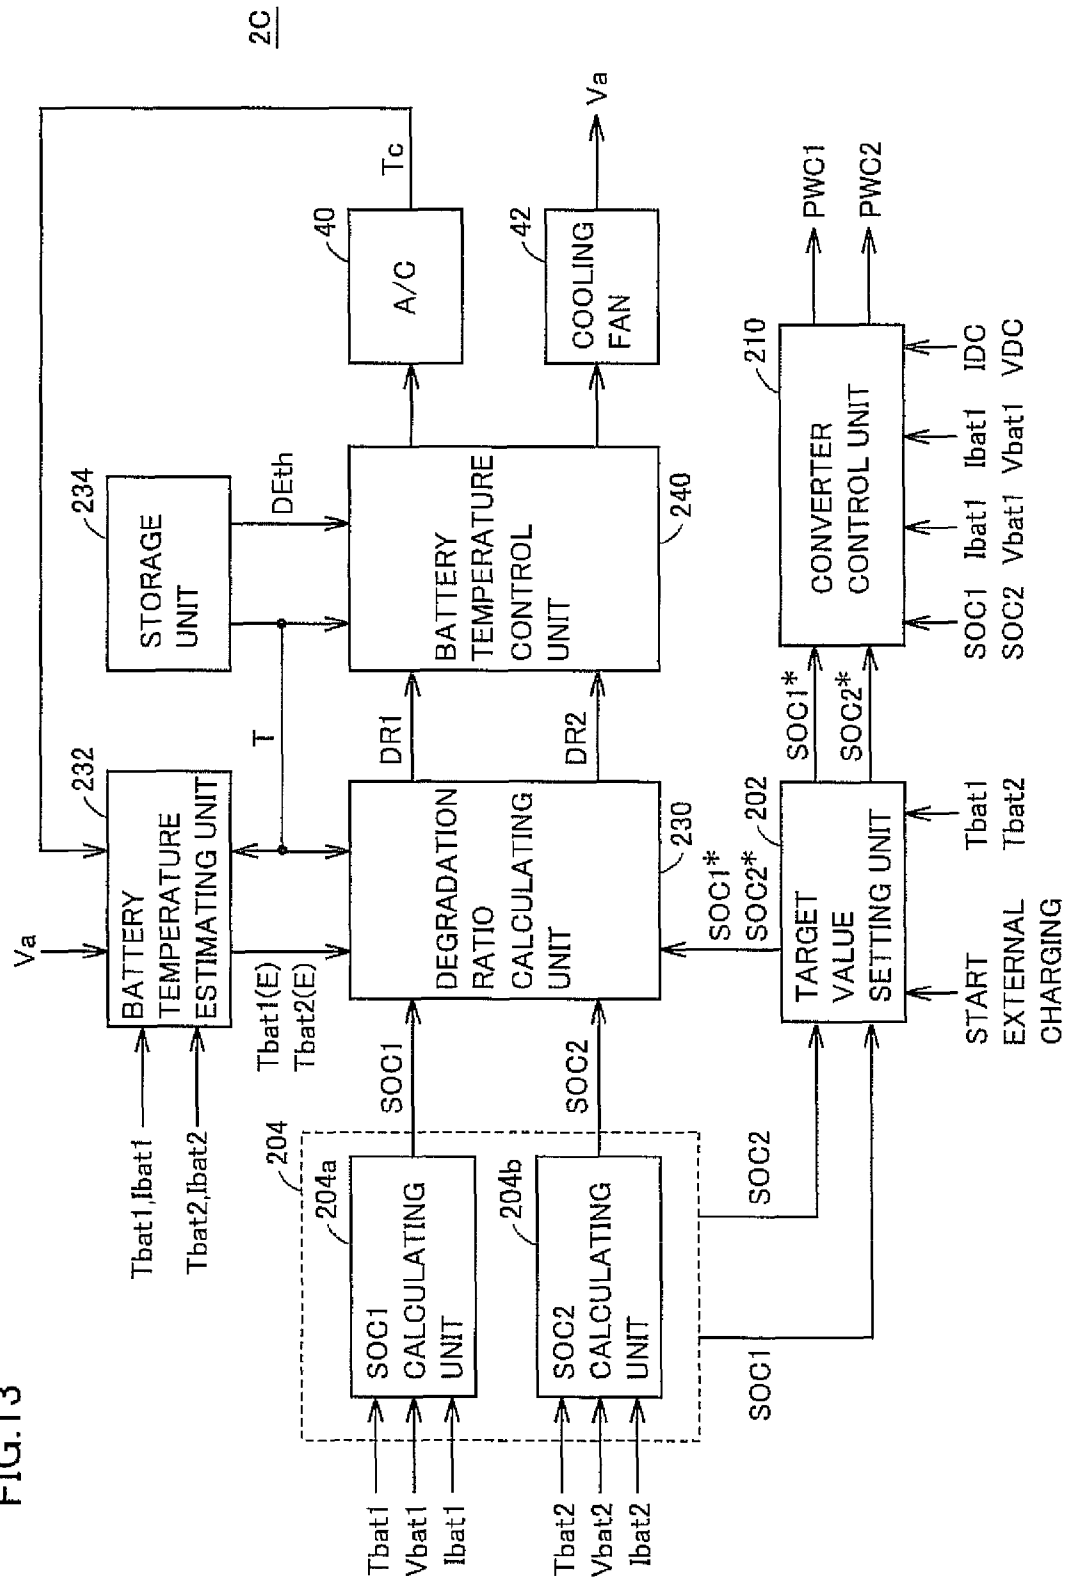 FIG.13
2C
Va
Tbat1,Ibat1
Tbat2,Ibat2
232
BATTERY
TEMPERATURE
ESTIMATING UNIT
Tbat1(E)
Tbat2(E)
T
234
STORAGE
UNIT
DEth
Tc
204
204a
SOC1
CALCULATING
UNIT
Tbat1
Vbat1
Ibat1
204b
SOC2
CALCULATING
UNIT
Tbat2
Vbat2
Ibat2
SOC1
SOC2
DEGRADATION
RATIO
CALCULATING
UNIT
230
DR1
DR2
BATTERY
TEMPERATURE
CONTROL
UNIT
240
40
A/C
42
COOLING
FAN
Va
SOC1
SOC2
SOC1*
SOC2*
202
TARGET
VALUE
SETTING UNIT
START
EXTERNAL
CHARGING
Tbat1
Tbat2
SOC1*
SOC2*
210
CONVERTER
CONTROL UNIT
SOC1
SOC2
Ibat1
Vbat1
Ibat1
Vbat1
IDC
VDC
PWC1
PWC2